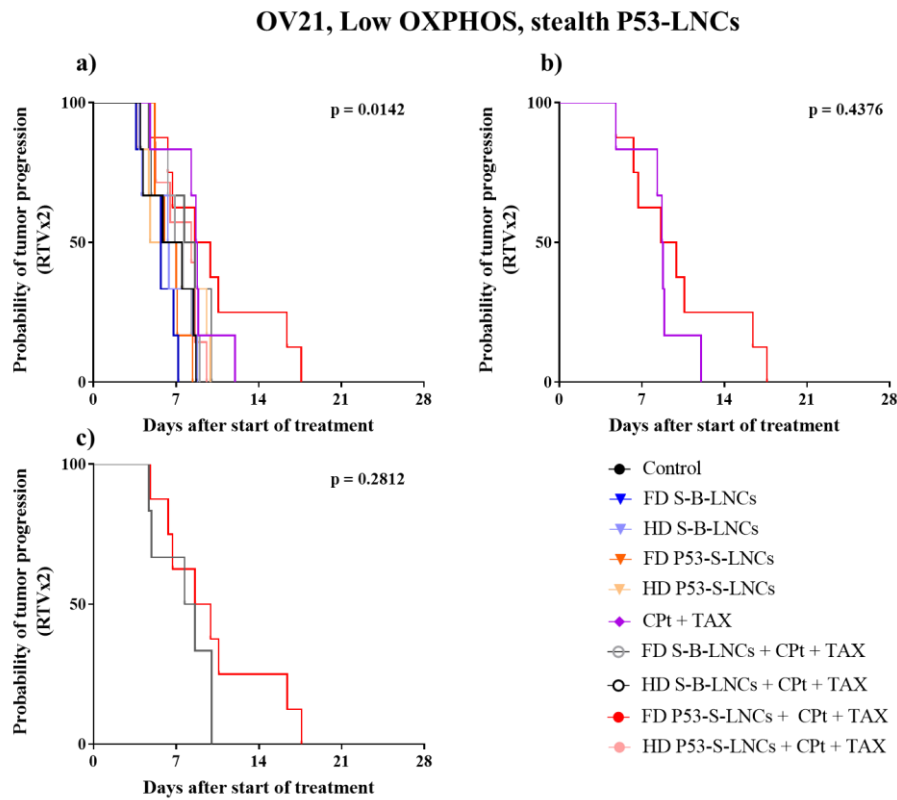 OV21, Low OXPHOS, stealth P53-LNCs
a)
p = 0.0142
Probability of tumor progression
(RTVx2)
100
50
0
0 7 14 21 28
Days after start of treatment
b)
p = 0.4376
Probability of tumor progression
(RTVx2)
100
50
0
0 7 14 21 28
Days after start of treatment
c)
p = 0.2812
Probability of tumor progression
(RTVx2)
100
50
0
0 7 14 21 28
Days after start of treatment
Control
FD S-B-LNCs
HD S-B-LNCs
FD P53-S-LNCs
HD P53-S-LNCs
CPt + TAX
FD S-B-LNCs + CPt + TAX
HD S-B-LNCs + CPt + TAX
FD P53-S-LNCs + CPt + TAX
HD P53-S-LNCs + CPt + TAX